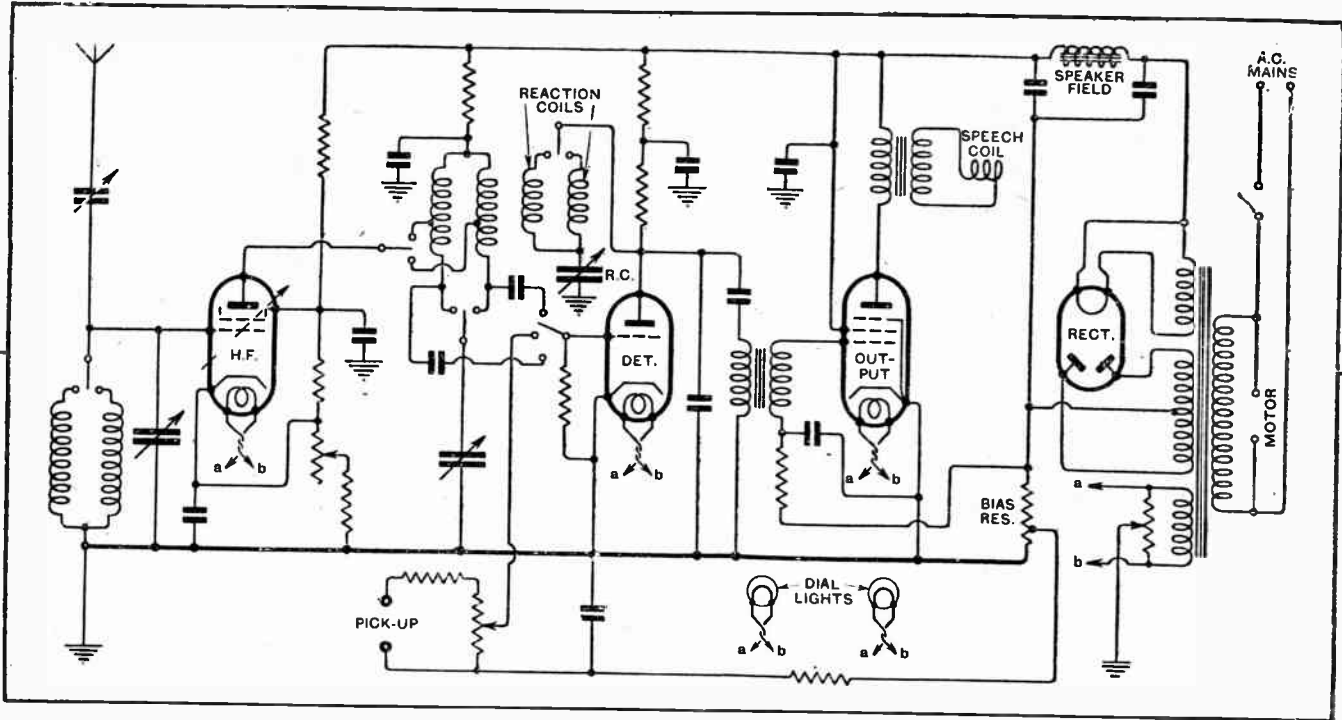 REACTION
COILS
SPEAKER
FIELD
A.C.
MAINS
SPEECH
COIL
R.C.
H.F.
DET.
OUT-
PUT
RECT.
MOTOR
a b
a b
a b
BIAS
RES.
a
b
PICK-UP
DIAL
LIGHTS
a b
a b